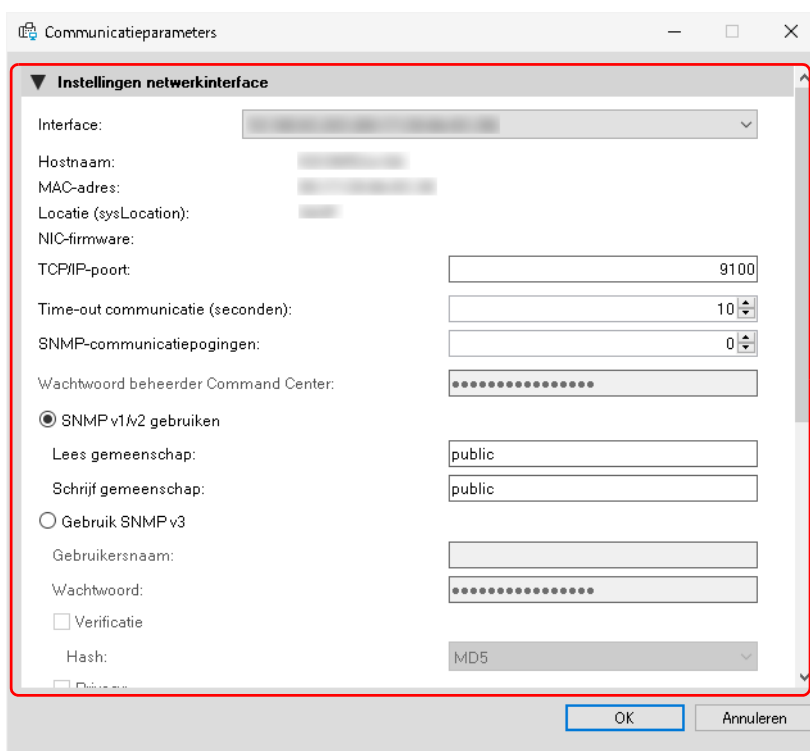 Communicatieparameters
Instellingen netwerkinterface
Interface:
Hostnaam:
MAC-adres:
Locatie (sysLocation):
NIC-firmware:
TCP/IP-poort: 9100
Time-out communicatie (seconden): 10
SNMP-communicatiepogingen: 0
Wachtwoord beheerder Command Center: ••••••••••••••••
SNMP v1/v2 gebruiken
Lees gemeenschap: public
Schrijf gemeenschap: public
Gebruik SNMP v3
Gebruikersnaam:
Wachtwoord: ••••••••••••••••
Verificatie
Hash: MD5
OK Annuleren